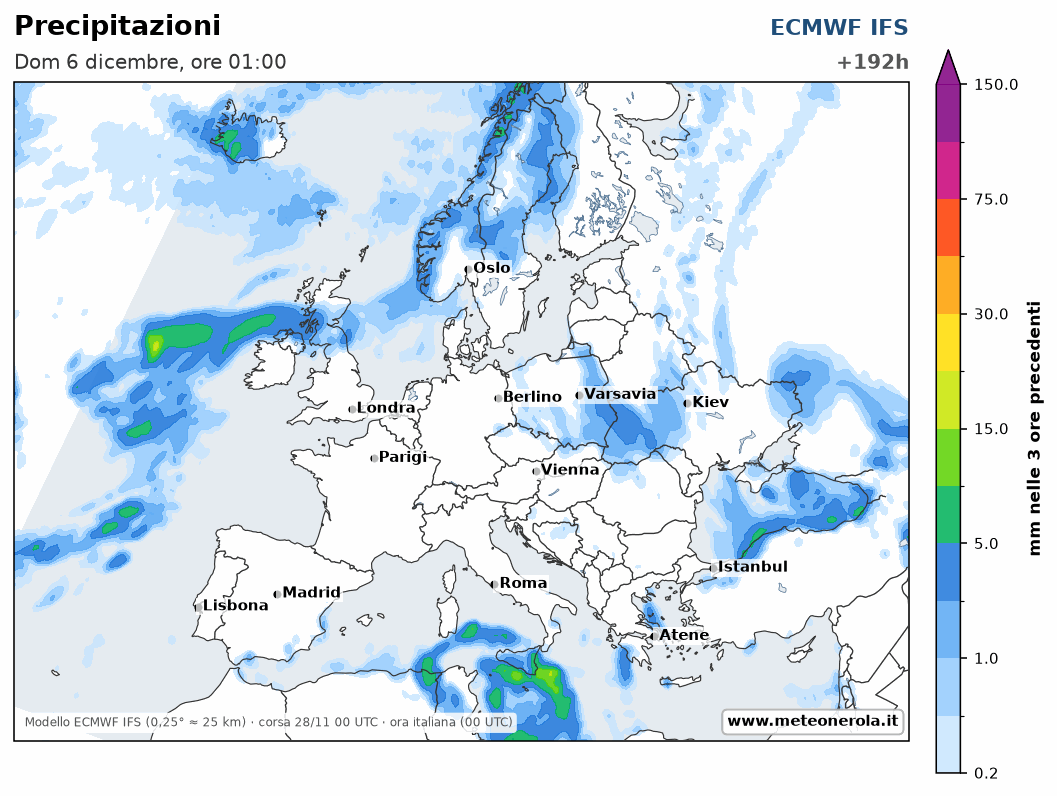 Precipitazioni
ECMWF IFS
Dom 6 dicembre, ore 01:00
+192h
150.0
75.0
30.0
15.0
5.0
1.0
0.2
mm nelle 3 ore precedenti
Oslo
Berlino
Varsavia
Kiev
Londra
Parigi
Vienna
Istanbul
Roma
Madrid
Lisbona
Atene
Modello ECMWF IFS (0,25° ≈ 25 km) · corsa 28/11 00 UTC · ora italiana (00 UTC)
www.meteonerola.it